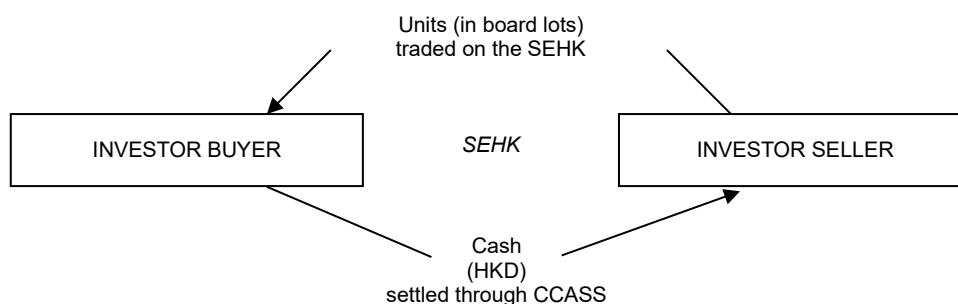 Units (in board lots)
traded on the SEHK
INVESTOR BUYER
SEHK
INVESTOR SELLER
Cash
(HKD)
settled through CCASS